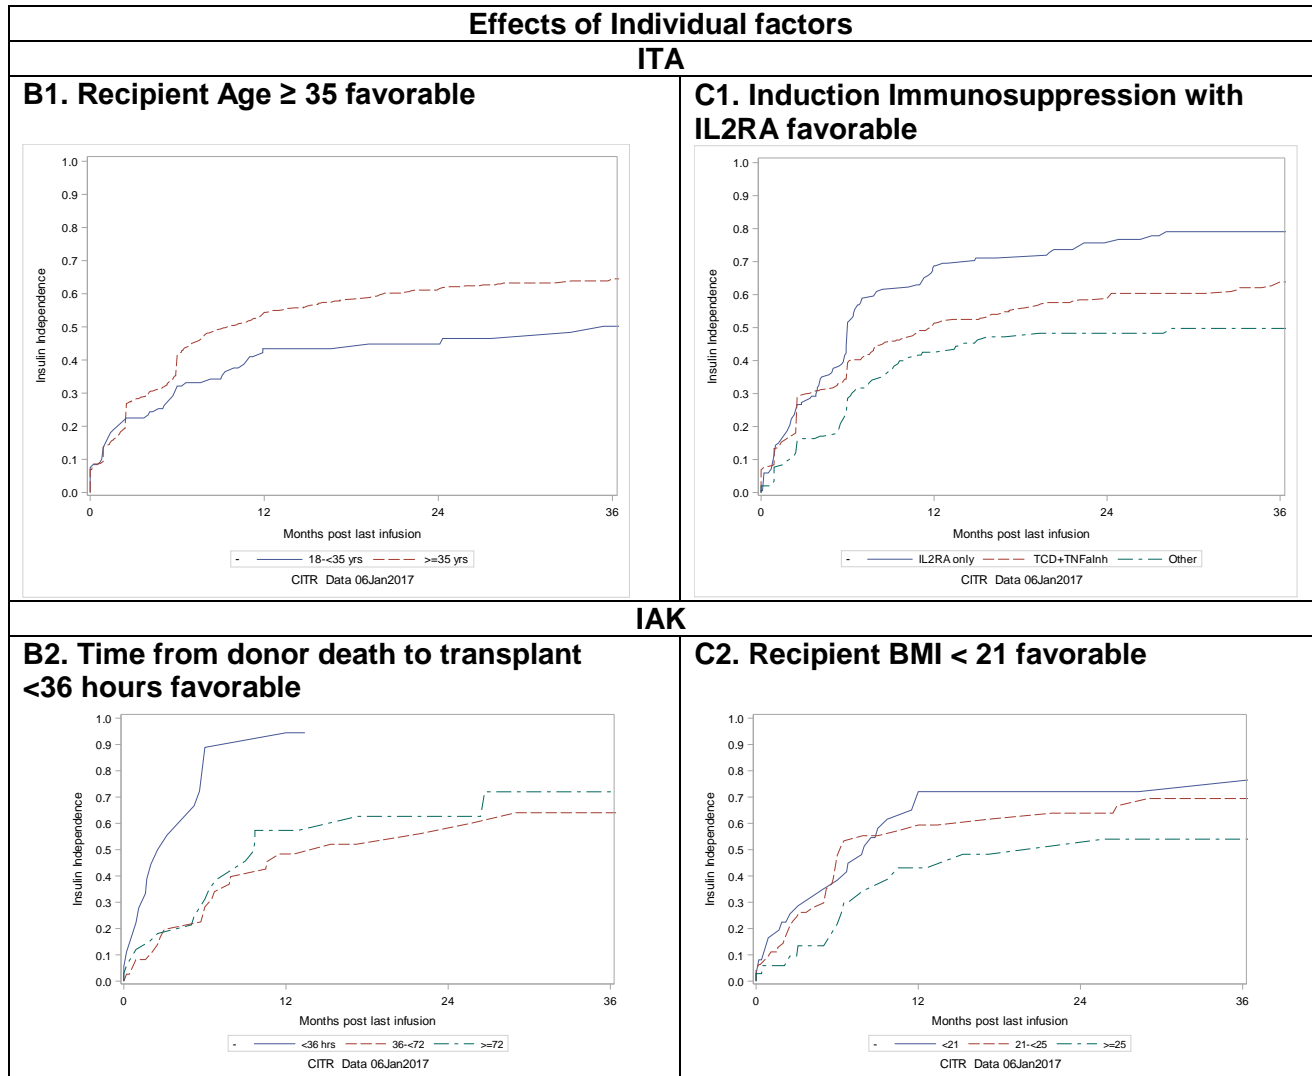 Effects of Individual factors
ITA
B1. Recipient Age ≥ 35 favorable
Insulin Independence
1.0
0.9
0.8
0.7
0.6
0.5
0.4
0.3
0.2
0.1
0.0
0 12 24 36
Months post last infusion
- 18-<35 yrs >=35 yrs
CITR Data 06Jan2017
C1. Induction Immunosuppression with
IL2RA favorable
Insulin Independence
1.0
0.9
0.8
0.7
0.6
0.5
0.4
0.3
0.2
0.1
0.0
0 12 24 36
Months post last infusion
- IL2RA only TCD+TNFaInh Other
CITR Data 06Jan2017
IAK
B2. Time from donor death to transplant
<36 hours favorable
Insulin Independence
1.0
0.9
0.8
0.7
0.6
0.5
0.4
0.3
0.2
0.1
0.0
0 12 24 36
Months post last infusion
- <36 hrs 36-<72 >=72
CITR Data 06Jan2017
C2. Recipient BMI < 21 favorable
Insulin Independence
1.0
0.9
0.8
0.7
0.6
0.5
0.4
0.3
0.2
0.1
0.0
0 12 24 36
Months post last infusion
- <21 21-<25 >=25
CITR Data 06Jan2017